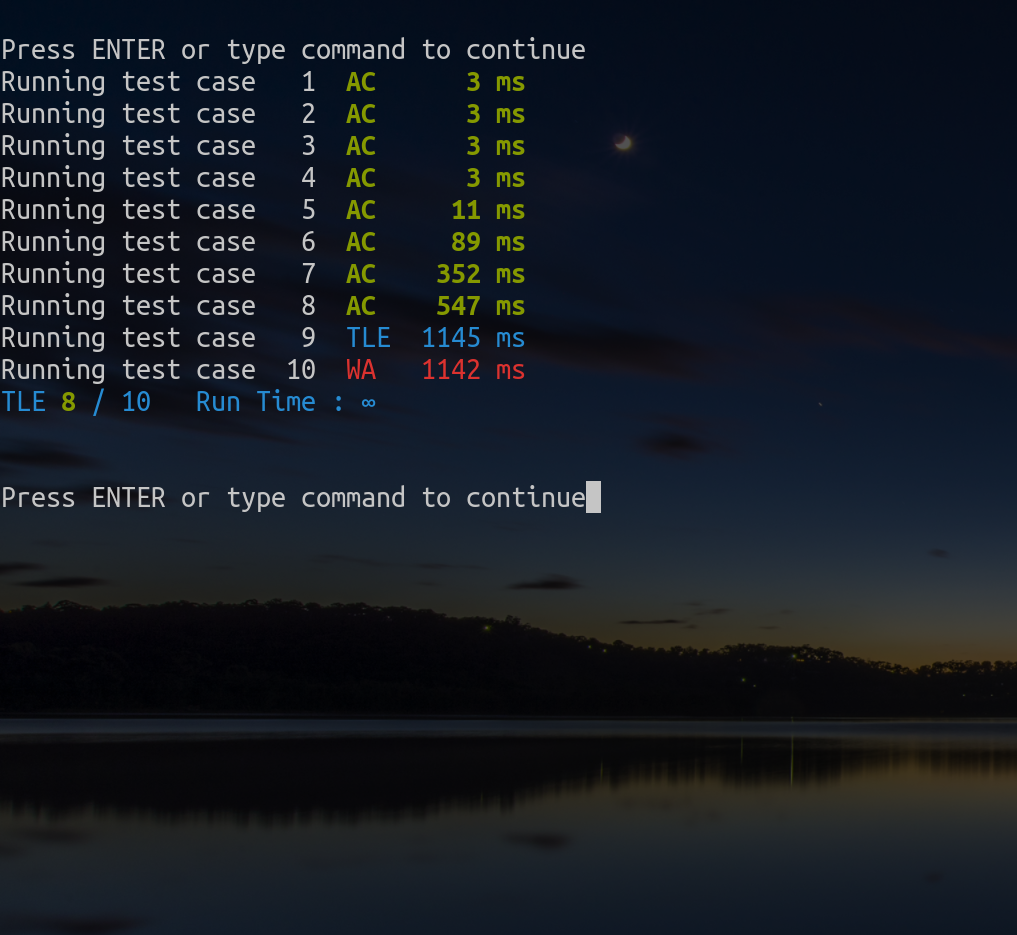 Press ENTER or type command to continue
Running test case 1 AC 3 ms
Running test case 2 AC 3 ms
Running test case 3 AC 3 ms
Running test case 4 AC 3 ms
Running test case 5 AC 11 ms
Running test case 6 AC 89 ms
Running test case 7 AC 352 ms
Running test case 8 AC 547 ms
Running test case 9 TLE 1145 ms
Running test case 10 WA 1142 ms
TLE 8 / 10 Run Time : ∞
Press ENTER or type command to continue